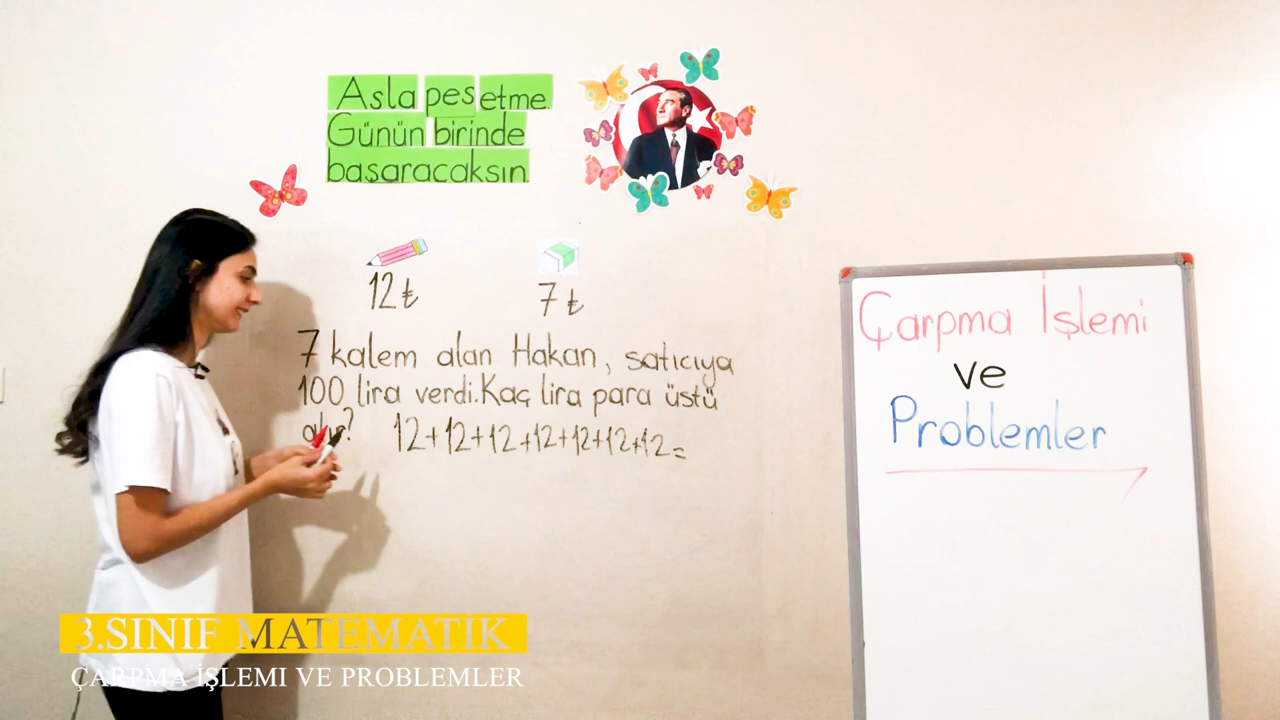 Asla pes etme.
Günün birinde
başaracaksın
12 ₺
7 ₺
7 kalem alan Hakan, satıcıya
100 lira verdi. Kaç lira para üstü
12+12+12+12+12+12+12=
Çarpma İşlemi
ve
Problemler
3.SINIF MATEMATİK
ÇARPMA İŞLEMİ VE PROBLEMLER